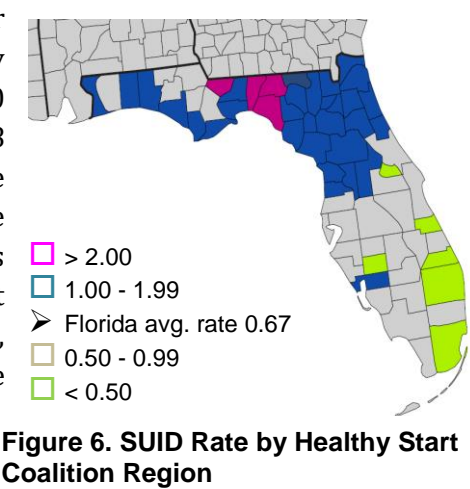 > 2.00
1.00 - 1.99
➢ Florida avg. rate 0.67
0.50 - 0.99
< 0.50
Figure 6. SUID Rate by Healthy Start
Coalition Region